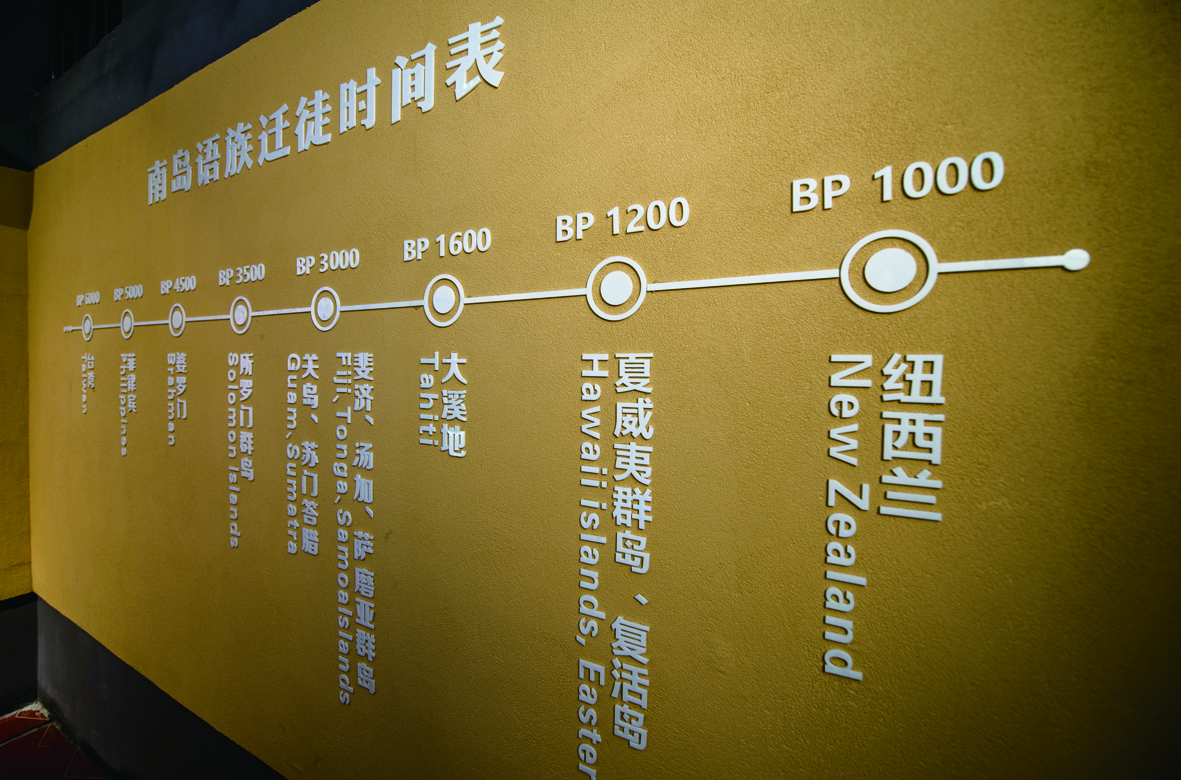 南岛语族迁徒时间表
BP 6000
BP 5000
BP 4500
BP 3500
BP 3000
BP 1600
BP 1200
BP 1000
台湾
Taiwan
菲律宾
Philippines
婆罗门
Brahman
所罗门群岛
Solomon Islands
关鸟、苏门答腊
Guam、Sumatra
斐济、汤加、萨摩亚群岛
Fiji、Tonga、SamoaIslands
大溪地
Tahiti
夏威夷群岛、复活岛
Hawaii islands, Easter
纽西兰
New Zealand